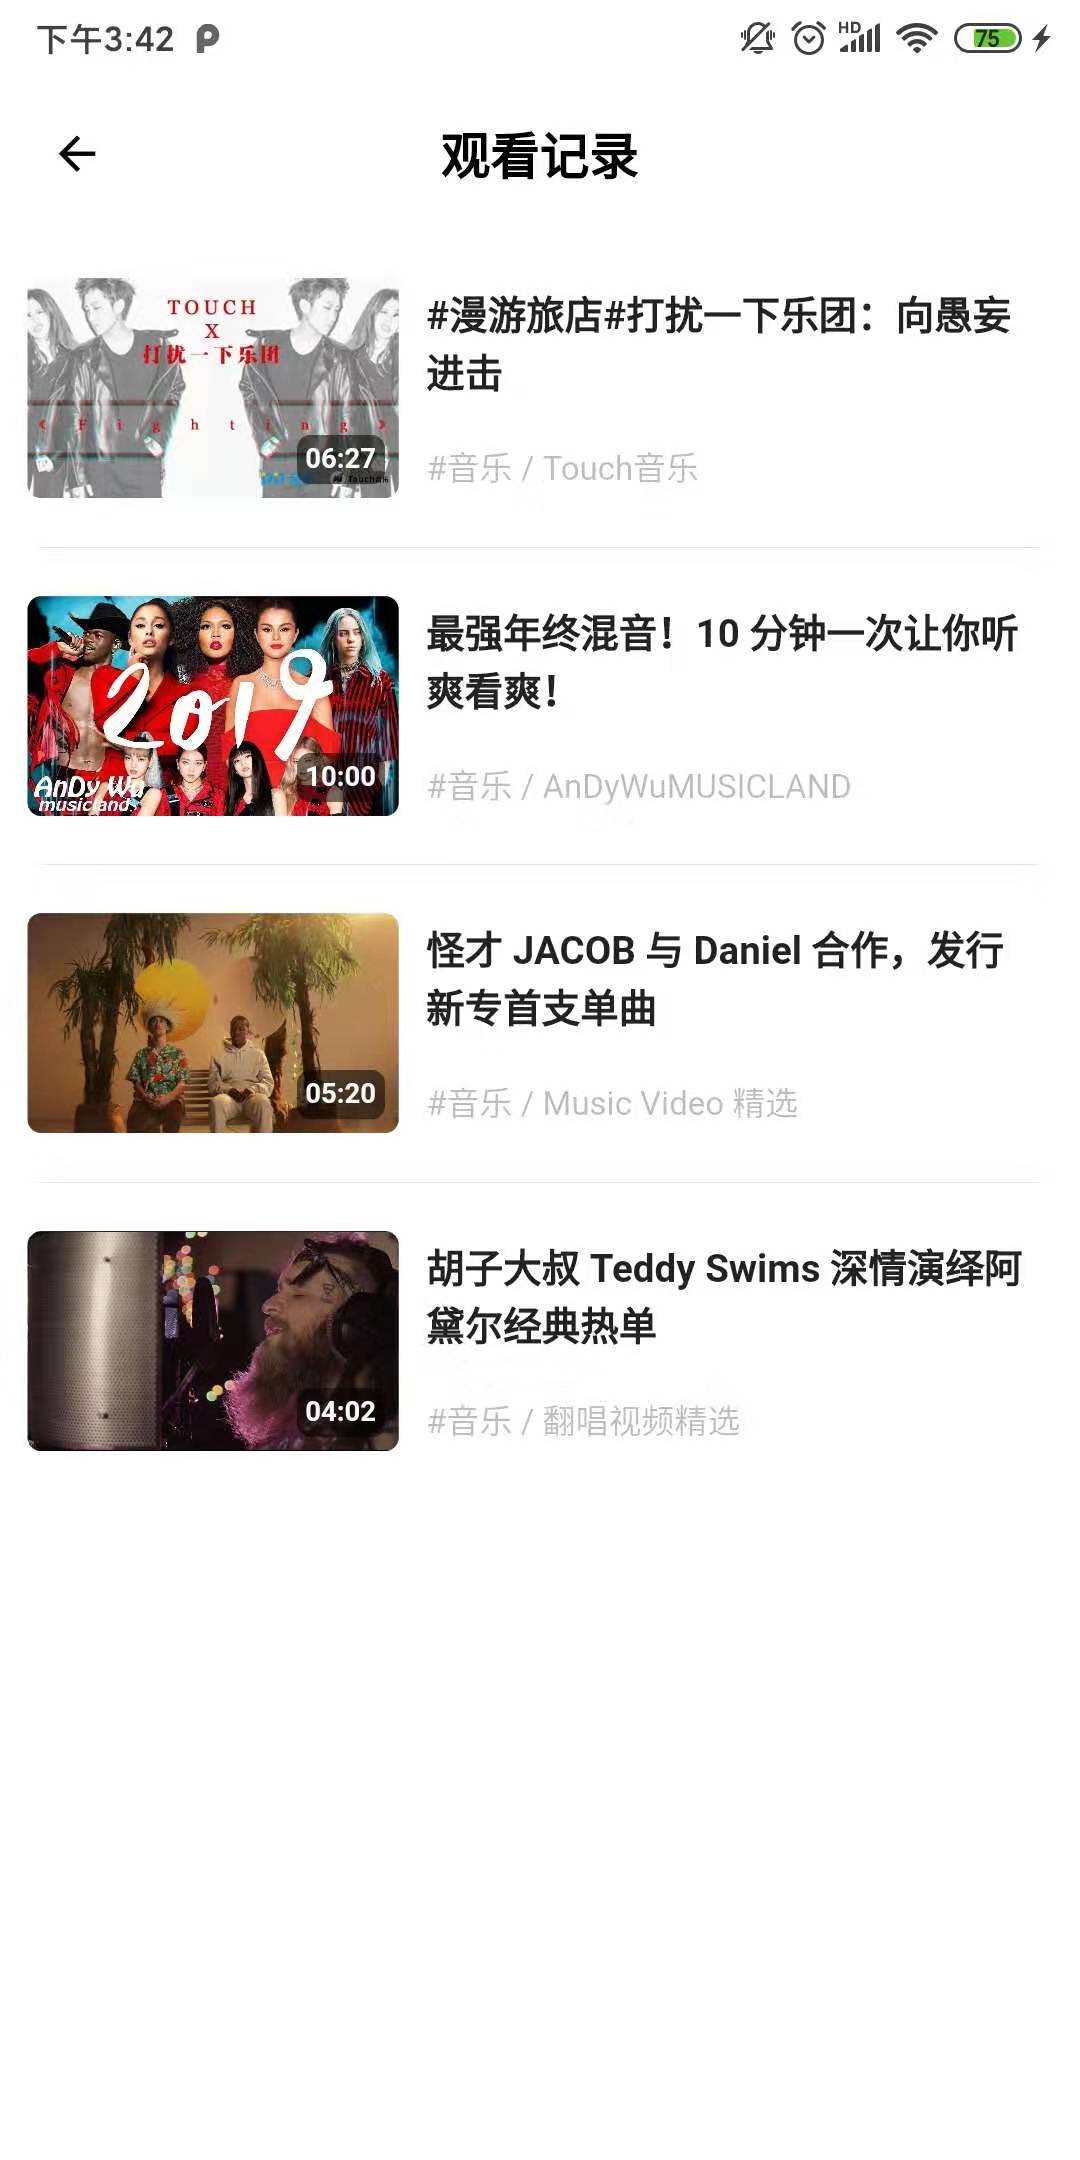 下午3:42
HD
75
观看记录
TOUCH
X
打扰一下乐团
《Fighting》
06:27
#漫游旅店#打扰一下乐团：向愚妄
进击
#音乐 / Touch音乐
2019
AnDy Wu
musicland
10:00
最强年终混音！10 分钟一次让你听
爽看爽！
#音乐 / AnDyWuMUSICLAND
05:20
怪才 JACOB 与 Daniel 合作，发行
新专首支单曲
#音乐 / Music Video 精选
04:02
胡子大叔 Teddy Swims 深情演绎阿
黛尔经典热单
#音乐 / 翻唱视频精选